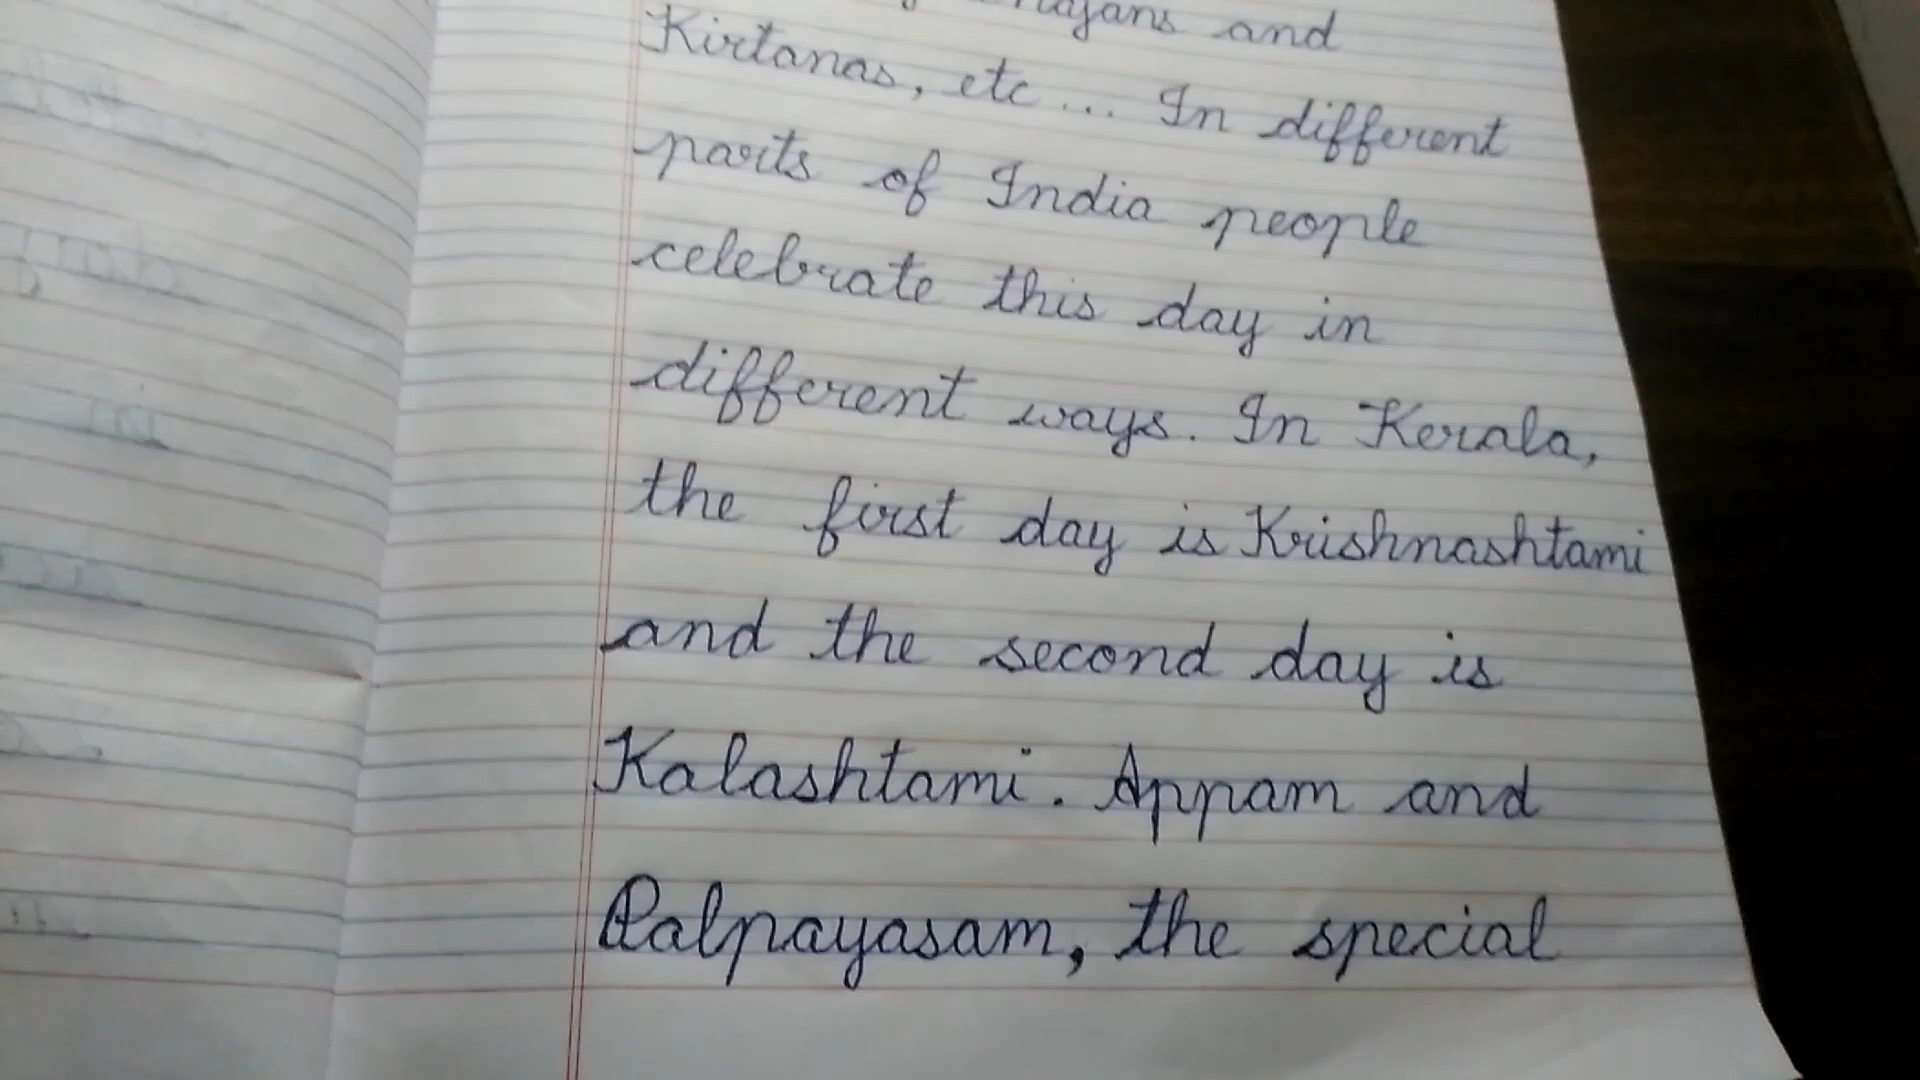 and
Kirtanas, etc... In different
parts of India people
celebrate this day in
different ways. In Kerala,
the first day is Krishnashtami
and the second day is
Kalashtami. Appam and
Palpayasam, the special